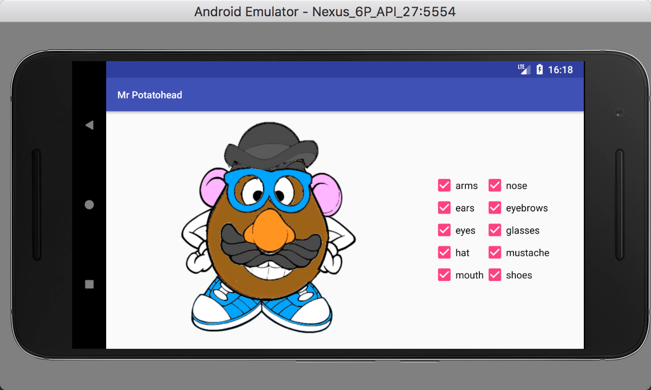 Android Emulator - Nexus_6P_API_27:5554
LTE 16:18
Mr Potatohead
arms nose
ears eyebrows
eyes glasses
hat mustache
mouth shoes